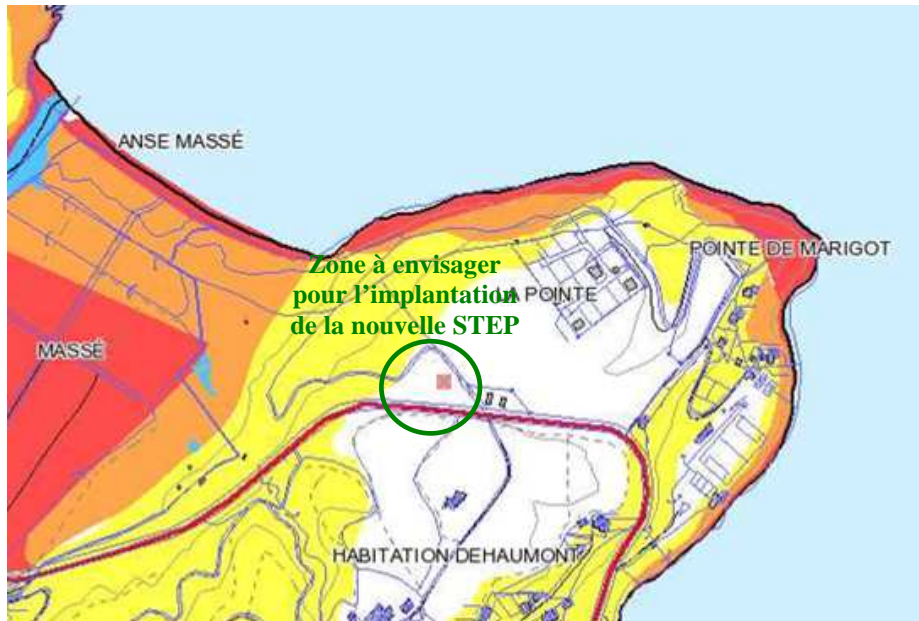 ANSE MASSÉ
POINTE DE MARIGOT
Zone à envisager
pour l'implantation
LA POINTE
de la nouvelle STEP
MASSÉ
HABITATION DEHAUMONT